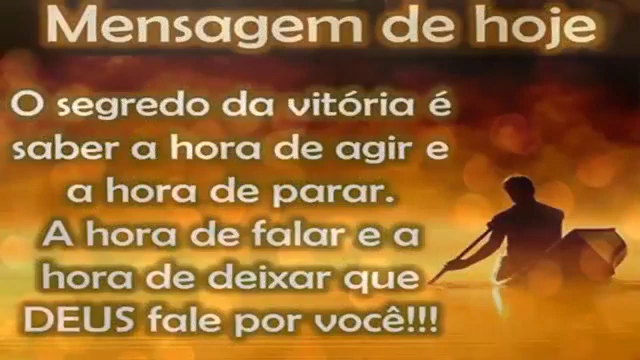 Mensagem de hoje
O segredo da vitória é
saber a hora de agir e
a hora de parar.
A hora de falar e a
hora de deixar que
DEUS fale por você!!!